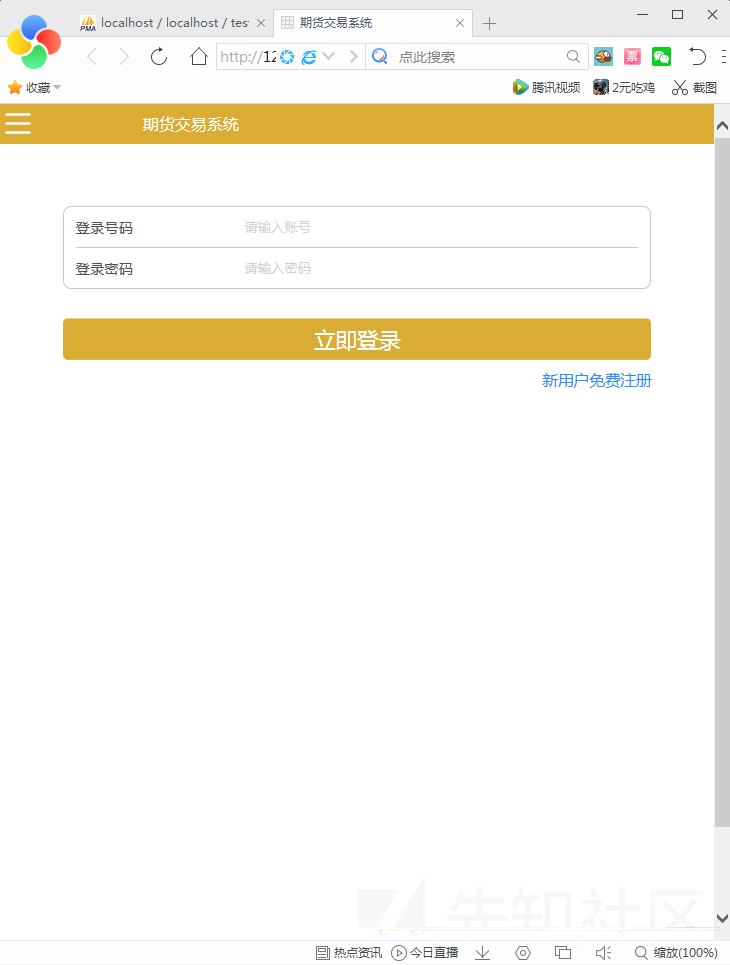 PMA localhost / localhost / tes
期货交易系统
http://12
点此搜索
票
收藏
腾讯视频
2元吃鸡
截图
期货交易系统
登录号码
请输入账号
登录密码
请输入密码
立即登录
新用户免费注册
先知社区
热点资讯
今日直播
缩放(100%)